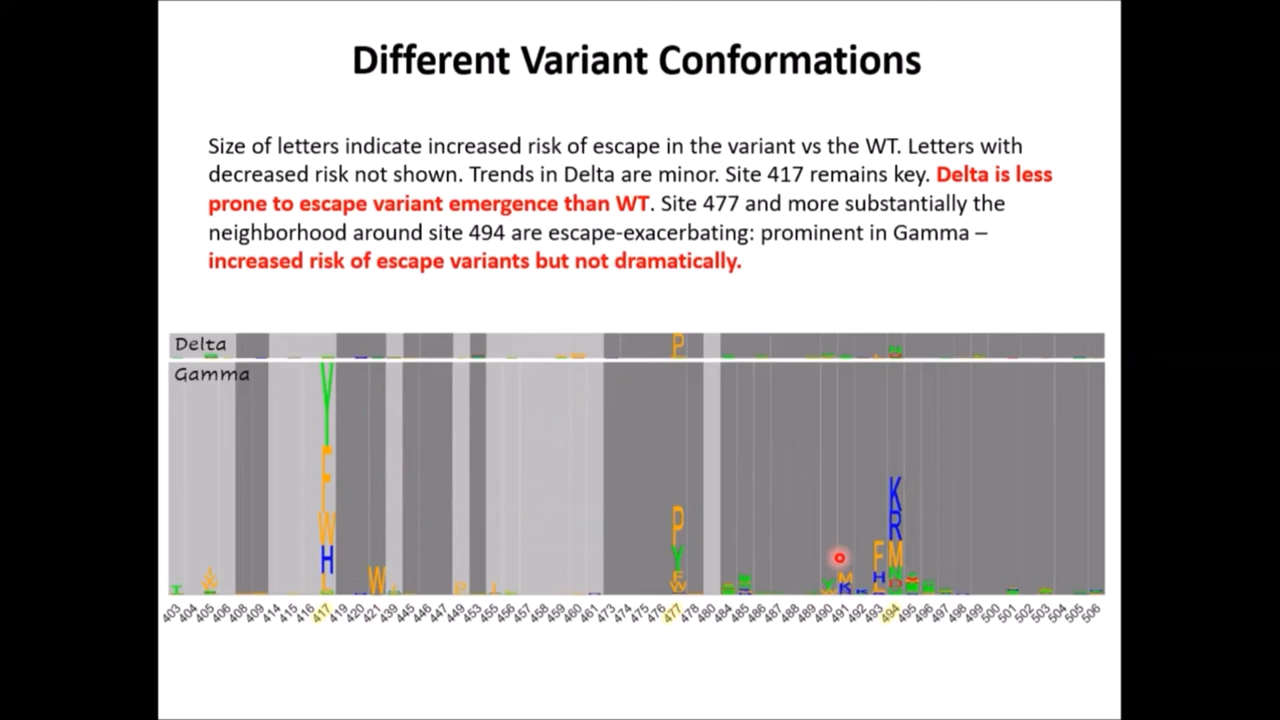 Different Variant Conformations
Size of letters indicate increased risk of escape in the variant vs the WT. Letters with
decreased risk not shown. Trends in Delta are minor. Site 417 remains key. Delta is less
prone to escape variant emergence than WT. Site 477 and more substantially the
neighborhood around site 494 are escape-exacerbating: prominent in Gamma –
increased risk of escape variants but not dramatically.
Delta
P
Gamma
Y
F
W
H
L
W
P
Y
F
W
F
H
K
R
M
403 404 405 406 408 409 414 415 416 417 419 420 421 439 445 446 447 449 453 455 456 457 458 459 460 461 473 474 475 476 477 478 480 484 485 486 487 488 489 490 491 492 493 494 495 496 497 498 499 500 501 502 503 504 505 506